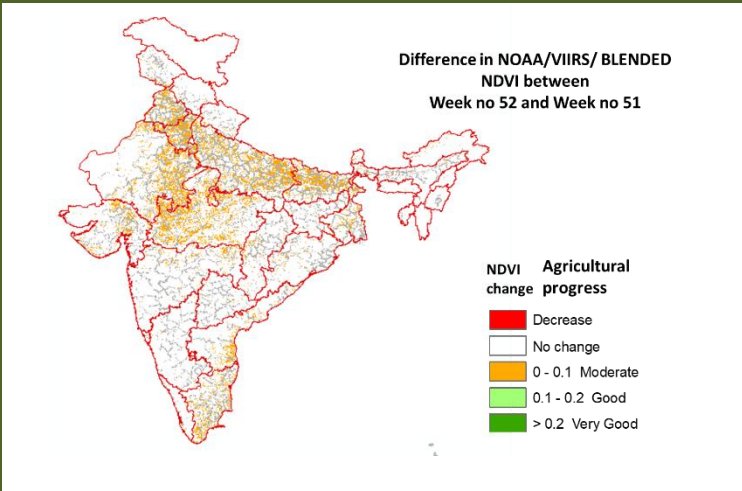 Difference in NOAA/VIIRS/ BLENDED
NDVI between
Week no 52 and Week no 51
NDVI change
Agricultural progress
Decrease
No change
0 - 0.1 Moderate
0.1 - 0.2 Good
> 0.2 Very Good